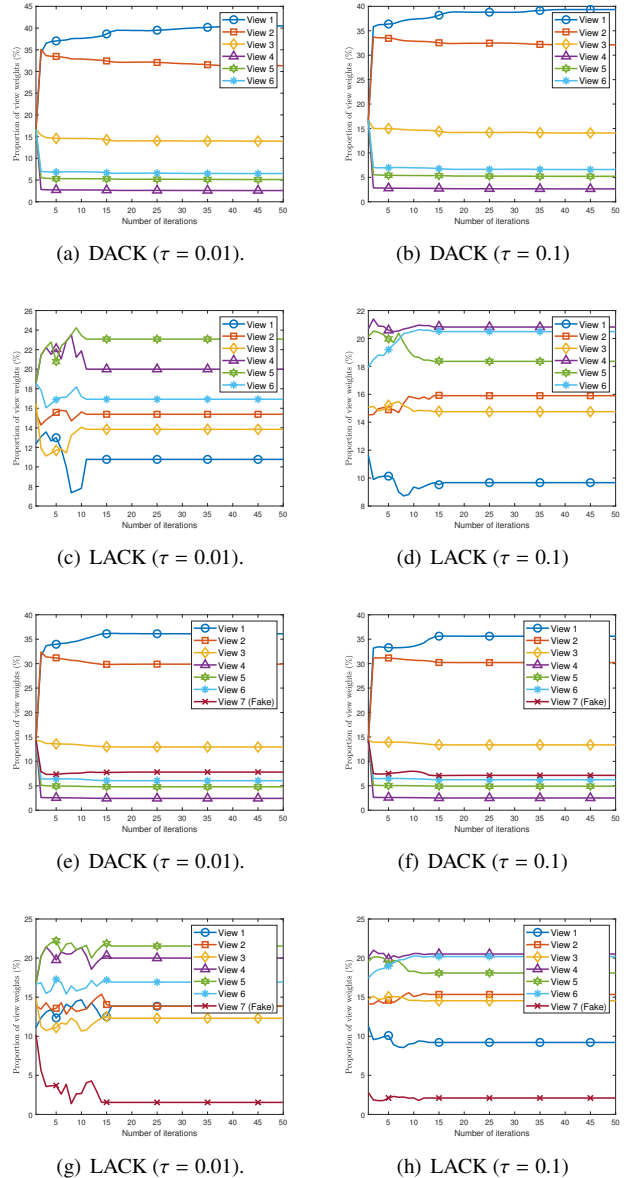 45
40
35
30
25
20
15
10
5
0
Proportion of view weights (%)
View 1
View 2
View 3
View 4
View 5
View 6
5 10 15 20 25 30 35 40 45 50
Number of iterations
(a) DACK (τ = 0.01).
40
35
30
25
20
15
10
5
0
Proportion of view weights (%)
View 1
View 2
View 3
View 4
View 5
View 6
5 10 15 20 25 30 35 40 45 50
Number of iterations
(b) DACK (τ = 0.1)
26
24
22
20
18
16
14
12
10
8
6
Proportion of view weights (%)
View 1
View 2
View 3
View 4
View 5
View 6
5 10 15 20 25 30 35 40 45 50
Number of iterations
(c) LACK (τ = 0.01).
22
20
18
16
14
12
10
8
Proportion of view weights (%)
View 1
View 2
View 3
View 4
View 5
View 6
5 10 15 20 25 30 35 40 45 50
Number of iterations
(d) LACK (τ = 0.1)
40
35
30
25
20
15
10
5
0
Proportion of view weights (%)
View 1
View 2
View 3
View 4
View 5
View 6
View 7 (Fake)
5 10 15 20 25 30 35 40 45 50
Number of iterations
(e) DACK (τ = 0.01).
40
35
30
25
20
15
10
5
0
Proportion of view weights (%)
View 1
View 2
View 3
View 4
View 5
View 6
View 7 (Fake)
5 10 15 20 25 30 35 40 45 50
Number of iterations
(f) DACK (τ = 0.1)
25
20
15
10
5
0
Proportion of view weights (%)
View 1
View 2
View 3
View 4
View 5
View 6
View 7 (Fake)
5 10 15 20 25 30 35 40 45 50
Number of iterations
(g) LACK (τ = 0.01).
25
20
15
10
5
0
Proportion of view weights (%)
View 1
View 2
View 3
View 4
View 5
View 6
View 7 (Fake)
5 10 15 20 25 30 35 40 45 50
Number of iterations
(h) LACK (τ = 0.1)